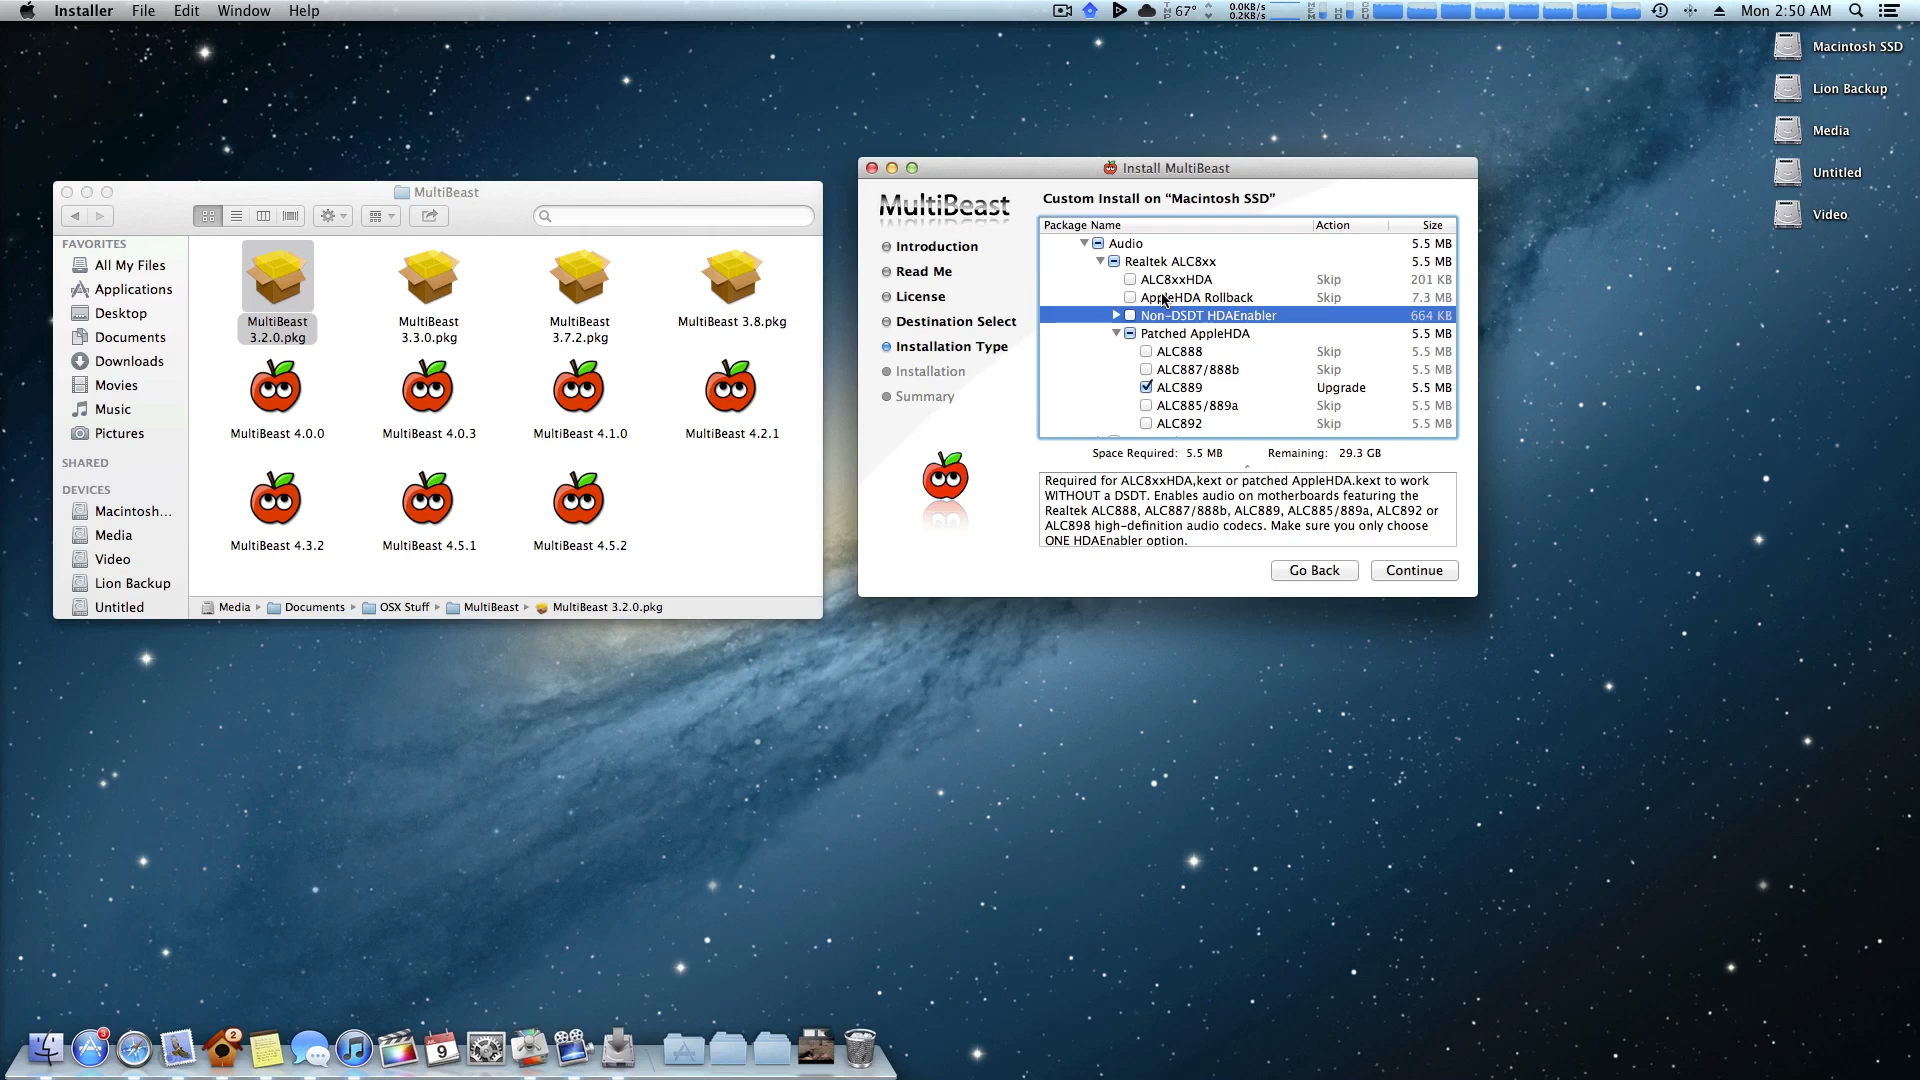 Installer File Edit Window Help
67° 0.0KB/s 0.2KB/s Mon 2:50 AM
Macintosh SSD
Lion Backup
Media
Untitled
Video
MultiBeast
FAVORITES
All My Files
Applications
Desktop
Documents
Downloads
Movies
Music
Pictures
SHARED
DEVICES
Macintosh...
Media
Video
Lion Backup
Untitled
MultiBeast 3.2.0.pkg
MultiBeast 3.3.0.pkg
MultiBeast 3.7.2.pkg
MultiBeast 3.8.pkg
MultiBeast 4.0.0
MultiBeast 4.0.3
MultiBeast 4.1.0
MultiBeast 4.2.1
MultiBeast 4.3.2
MultiBeast 4.5.1
MultiBeast 4.5.2
Media Documents OSX Stuff MultiBeast MultiBeast 3.2.0.pkg
Install MultiBeast
MultiBeast
Introduction
Read Me
License
Destination Select
Installation Type
Installation
Summary
Custom Install on “Macintosh SSD”
Package Name Action Size
Audio 5.5 MB
Realtek ALC8xx 5.5 MB
ALC8xxHDA Skip 201 KB
AppleHDA Rollback Skip 7.3 MB
Non-DSDT HDAEnabler 664 KB
Patched AppleHDA 5.5 MB
ALC888 Skip 5.5 MB
ALC887/888b Skip 5.5 MB
ALC889 Upgrade 5.5 MB
ALC885/889a Skip 5.5 MB
ALC892 Skip 5.5 MB
Space Required: 5.5 MB Remaining: 29.3 GB
Required for ALC8xxHDA,kext or patched AppleHDA.kext to work
WITHOUT a DSDT. Enables audio on motherboards featuring the
Realtek ALC888, ALC887/888b, ALC889, ALC885/889a, ALC892 or
ALC898 high-definition audio codecs. Make sure you only choose
ONE HDAEnabler option.
Go Back Continue
3
2
9